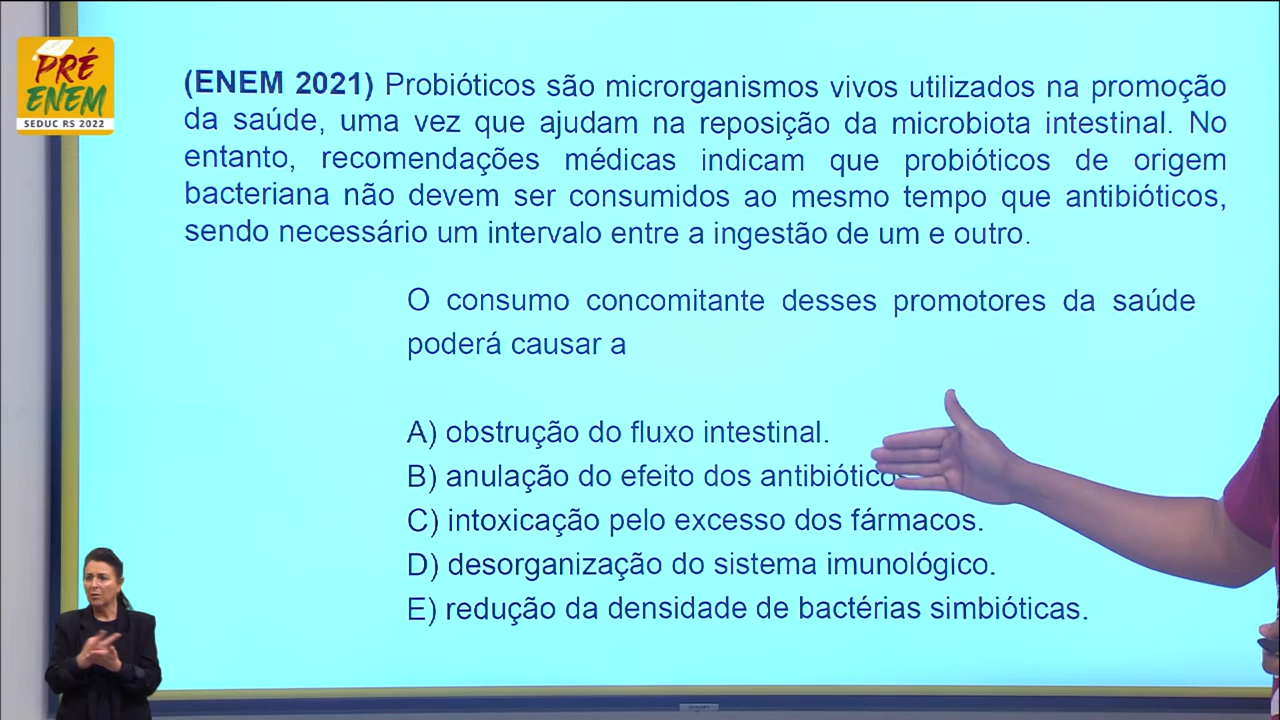 PRÉ
ENEM
SEDUC RS 2022
(ENEM 2021) Probióticos são microrganismos vivos utilizados na promoção
da saúde, uma vez que ajudam na reposição da microbiota intestinal. No
entanto, recomendações médicas indicam que probióticos de origem
bacteriana não devem ser consumidos ao mesmo tempo que antibióticos,
sendo necessário um intervalo entre a ingestão de um e outro.
O consumo concomitante desses promotores da saúde
poderá causar a
A) obstrução do fluxo intestinal.
B) anulação do efeito dos
C) intoxicação pelo excesso dos fármacos.
D) desorganização do sistema imunológico.
E) redução da densidade de bactérias simbióticas.